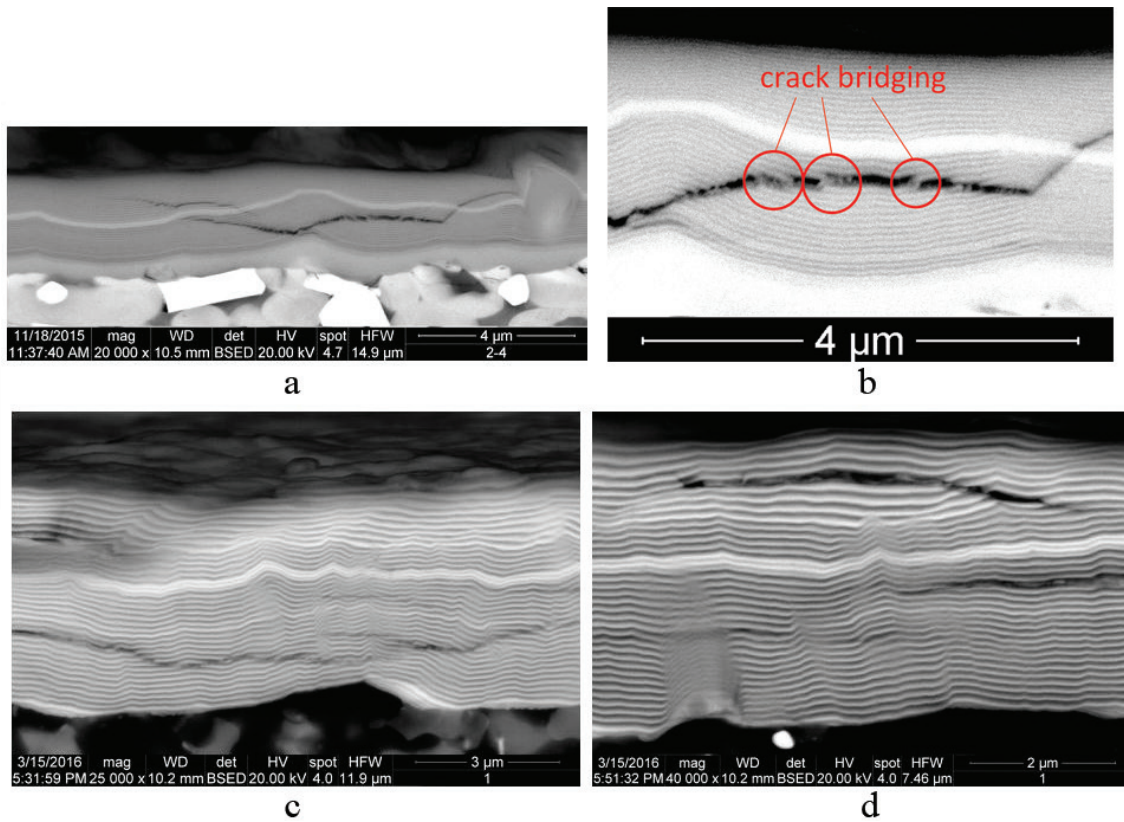 crack bridging
11/18/2015 mag WD det HV spot HFW 4 µm
11:37:40 AM 20 000 x 10.5 mm BSED 20.00 kV 4.7 14.9 µm 2-4
4 µm
a
b
3/15/2016 mag WD det HV spot HFW 3 µm
5:31:59 PM 25 000 x 10.2 mm BSED 20.00 kV 4.0 11.9 µm 1
3/15/2016 mag WD det HV spot HFW 2 µm
5:51:32 PM 40 000 x 10.2 mm BSED 20.00 kV 4.0 7.46 µm 1
c
d